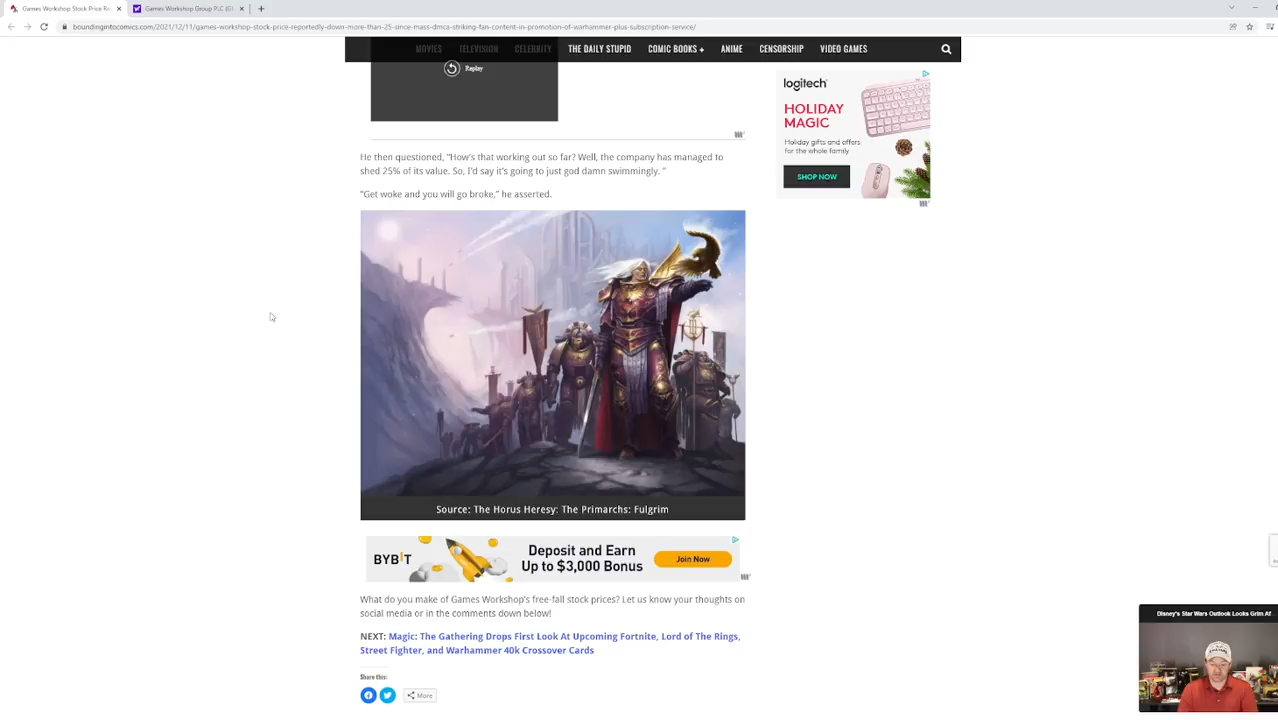 Games Workshop Stock Price Re
Games Workshop Group PLC (G
boundingintocomics.com/2021/12/11/games-workshop-stock-price-reportedly-down-more-than-25-since-mass-dmca-striking-fan-content-in-promotion-of-warhammer-plus-subscription-service/
MOVIES TELEVISION CELEBRITY THE DAILY STUPID COMIC BOOKS + ANIME CENSORSHIP VIDEO GAMES
Replay
logitech
HOLIDAY
MAGIC
Holiday gifts and offers
for the whole family
SHOP NOW
He then questioned, “How’s that working out so far? Well, the company has managed to
shed 25% of its value. So, I’d say it’s going to just god damn swimmingly. ”
“Get woke and you will go broke,” he asserted.
Source: The Horus Heresy: The Primarchs: Fulgrim
BYBIT
Deposit and Earn
Up to $3,000 Bonus
Join Now
What do you make of Games Workshop’s free-fall stock prices? Let us know your thoughts on
social media or in the comments down below!
NEXT: Magic: The Gathering Drops First Look At Upcoming Fortnite, Lord of The Rings,
Street Fighter, and Warhammer 40k Crossover Cards
Share this:
More
Disney's Star Wars Outlook Looks Grim Af